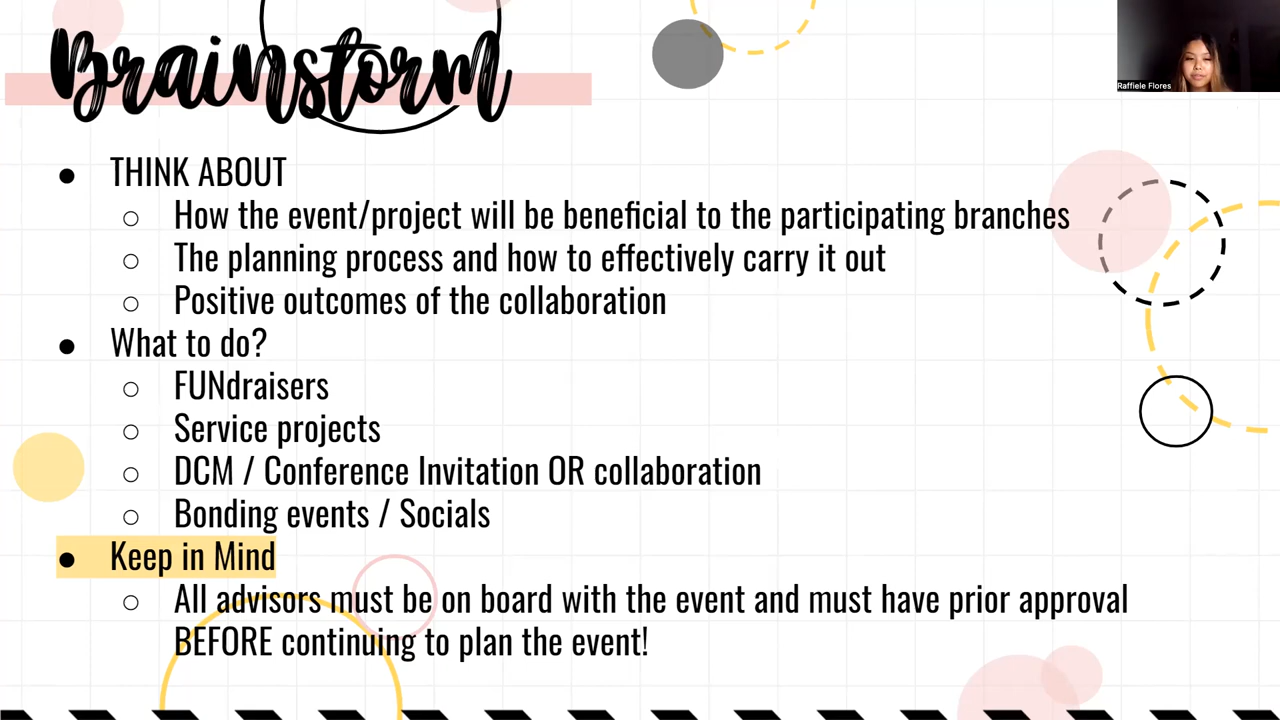 Brainstorm
Raffiele Flores
● THINK ABOUT
○ How the event/project will be beneficial to the participating branches
○ The planning process and how to effectively carry it out
○ Positive outcomes of the collaboration
● What to do?
○ FUNdraisers
○ Service projects
○ DCM / Conference Invitation OR collaboration
○ Bonding events / Socials
● Keep in Mind
○ All advisors must be on board with the event and must have prior approval
BEFORE continuing to plan the event!